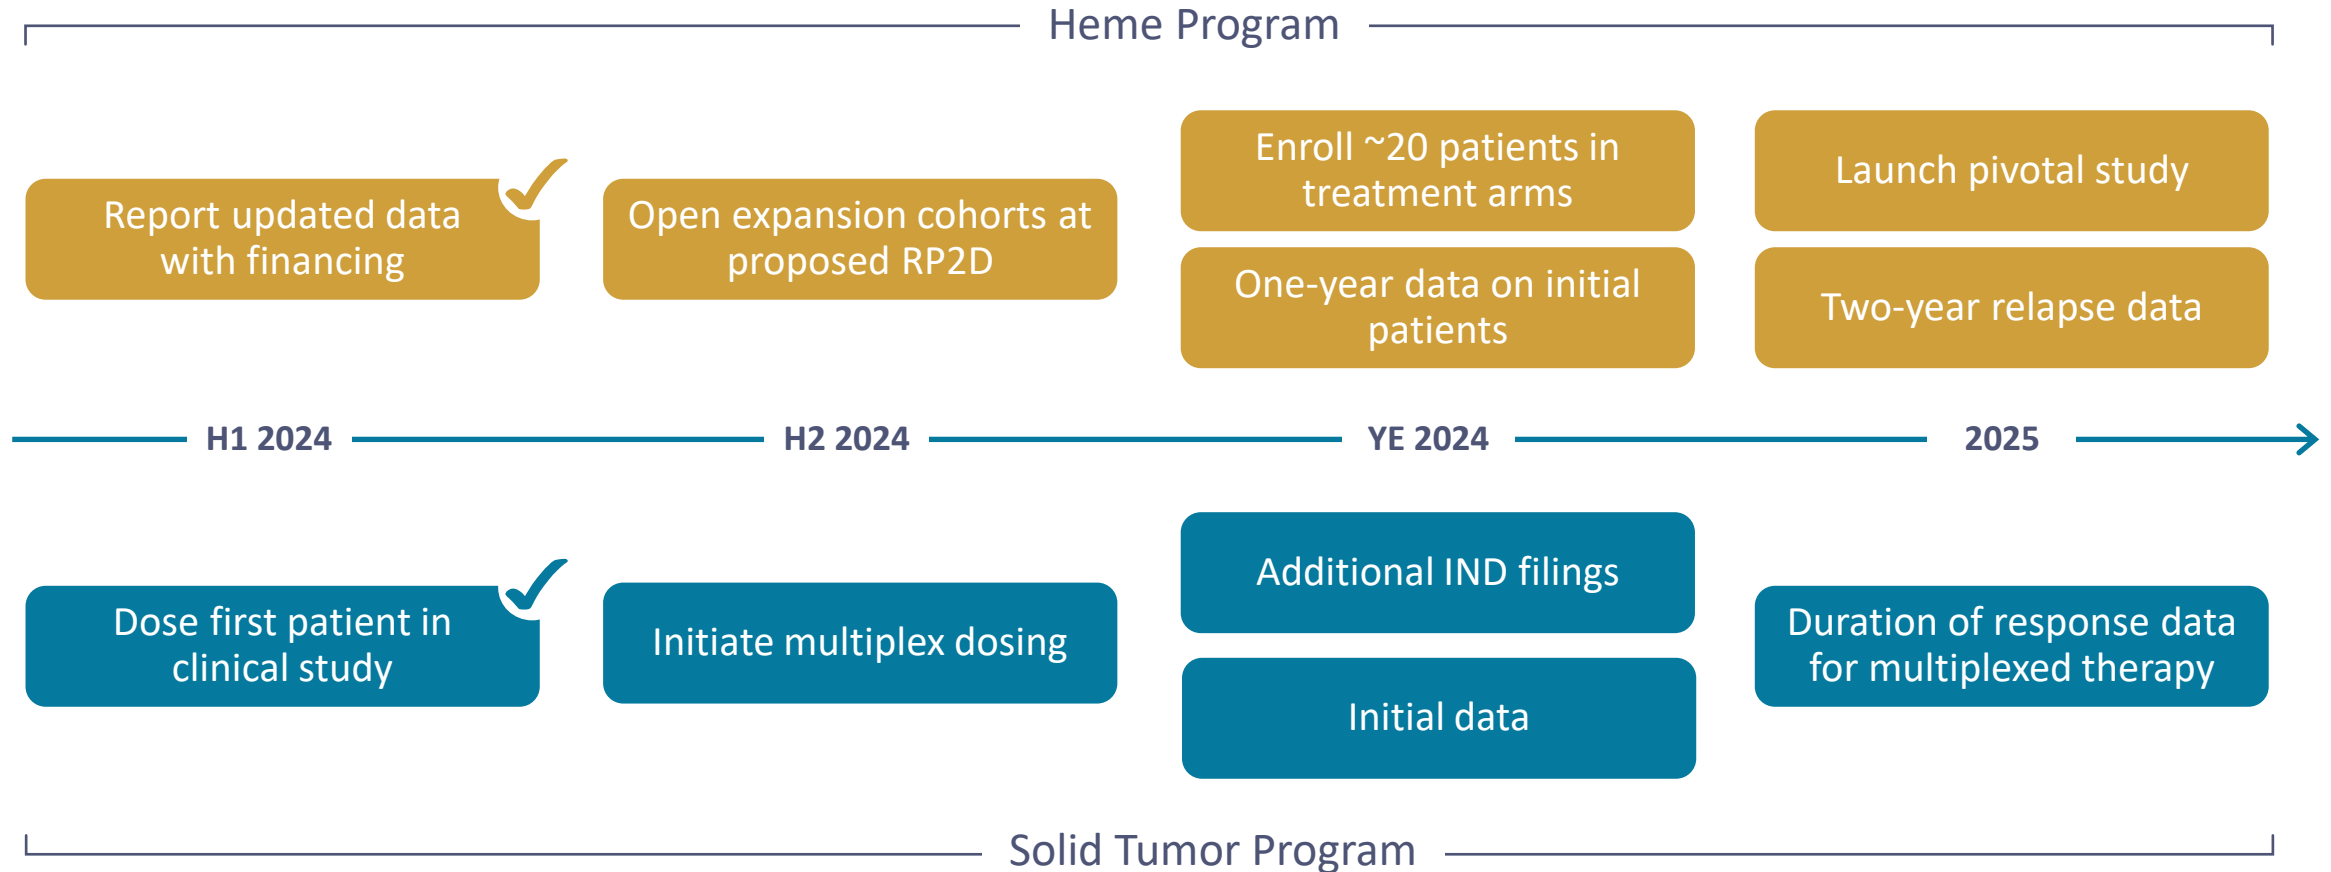 Heme Program
Report updated data
with financing
Open expansion cohorts at
proposed RP2D
Enroll ~20 patients in
treatment arms
One-year data on initial
patients
Launch pivotal study
Two-year relapse data
H1 2024
H2 2024
YE 2024
2025
Dose first patient in
clinical study
Initiate multiplex dosing
Additional IND filings
Initial data
Duration of response data
for multiplexed therapy
Solid Tumor Program